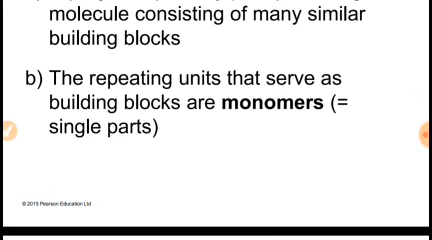 molecule consisting of many similar
building blocks
b) The repeating units that serve as
building blocks are monomers (=
single parts)
© 2015 Pearson Education Ltd